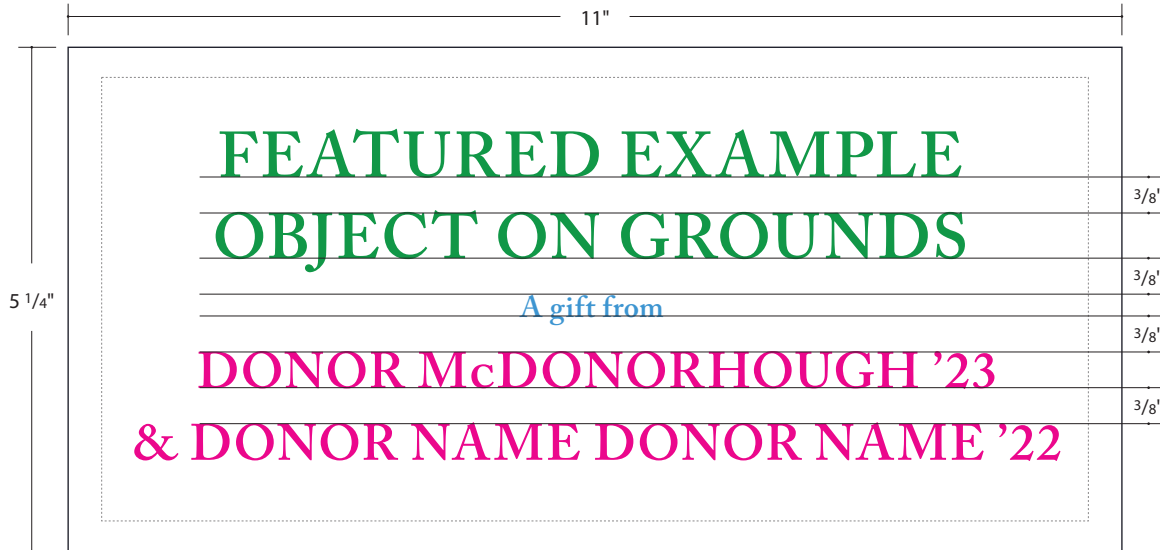 11"
FEATURED EXAMPLE
3/8"
OBJECT ON GROUNDS
3/8"
5 1/4"
A gift from
3/8"
DONOR McDONORHOUGH ’23
3/8"
& DONOR NAME DONOR NAME ’22